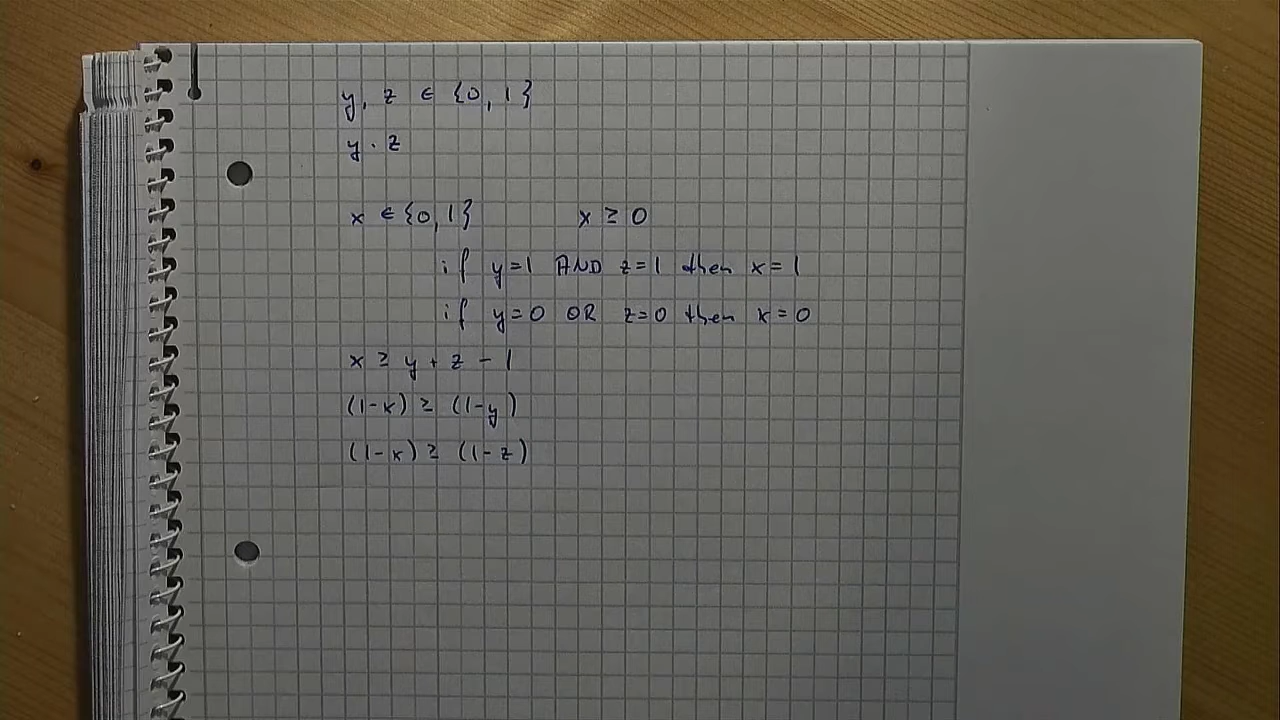 y, z ∈ {0, 1}
y · z
x ∈ {0, 1} x ≥ 0
if y=1 AND z=1 then x=1
if y=0 OR z=0 then x=0
x ≥ y + z - 1
(1-x) ≥ (1-y)
(1-x) ≥ (1-z)